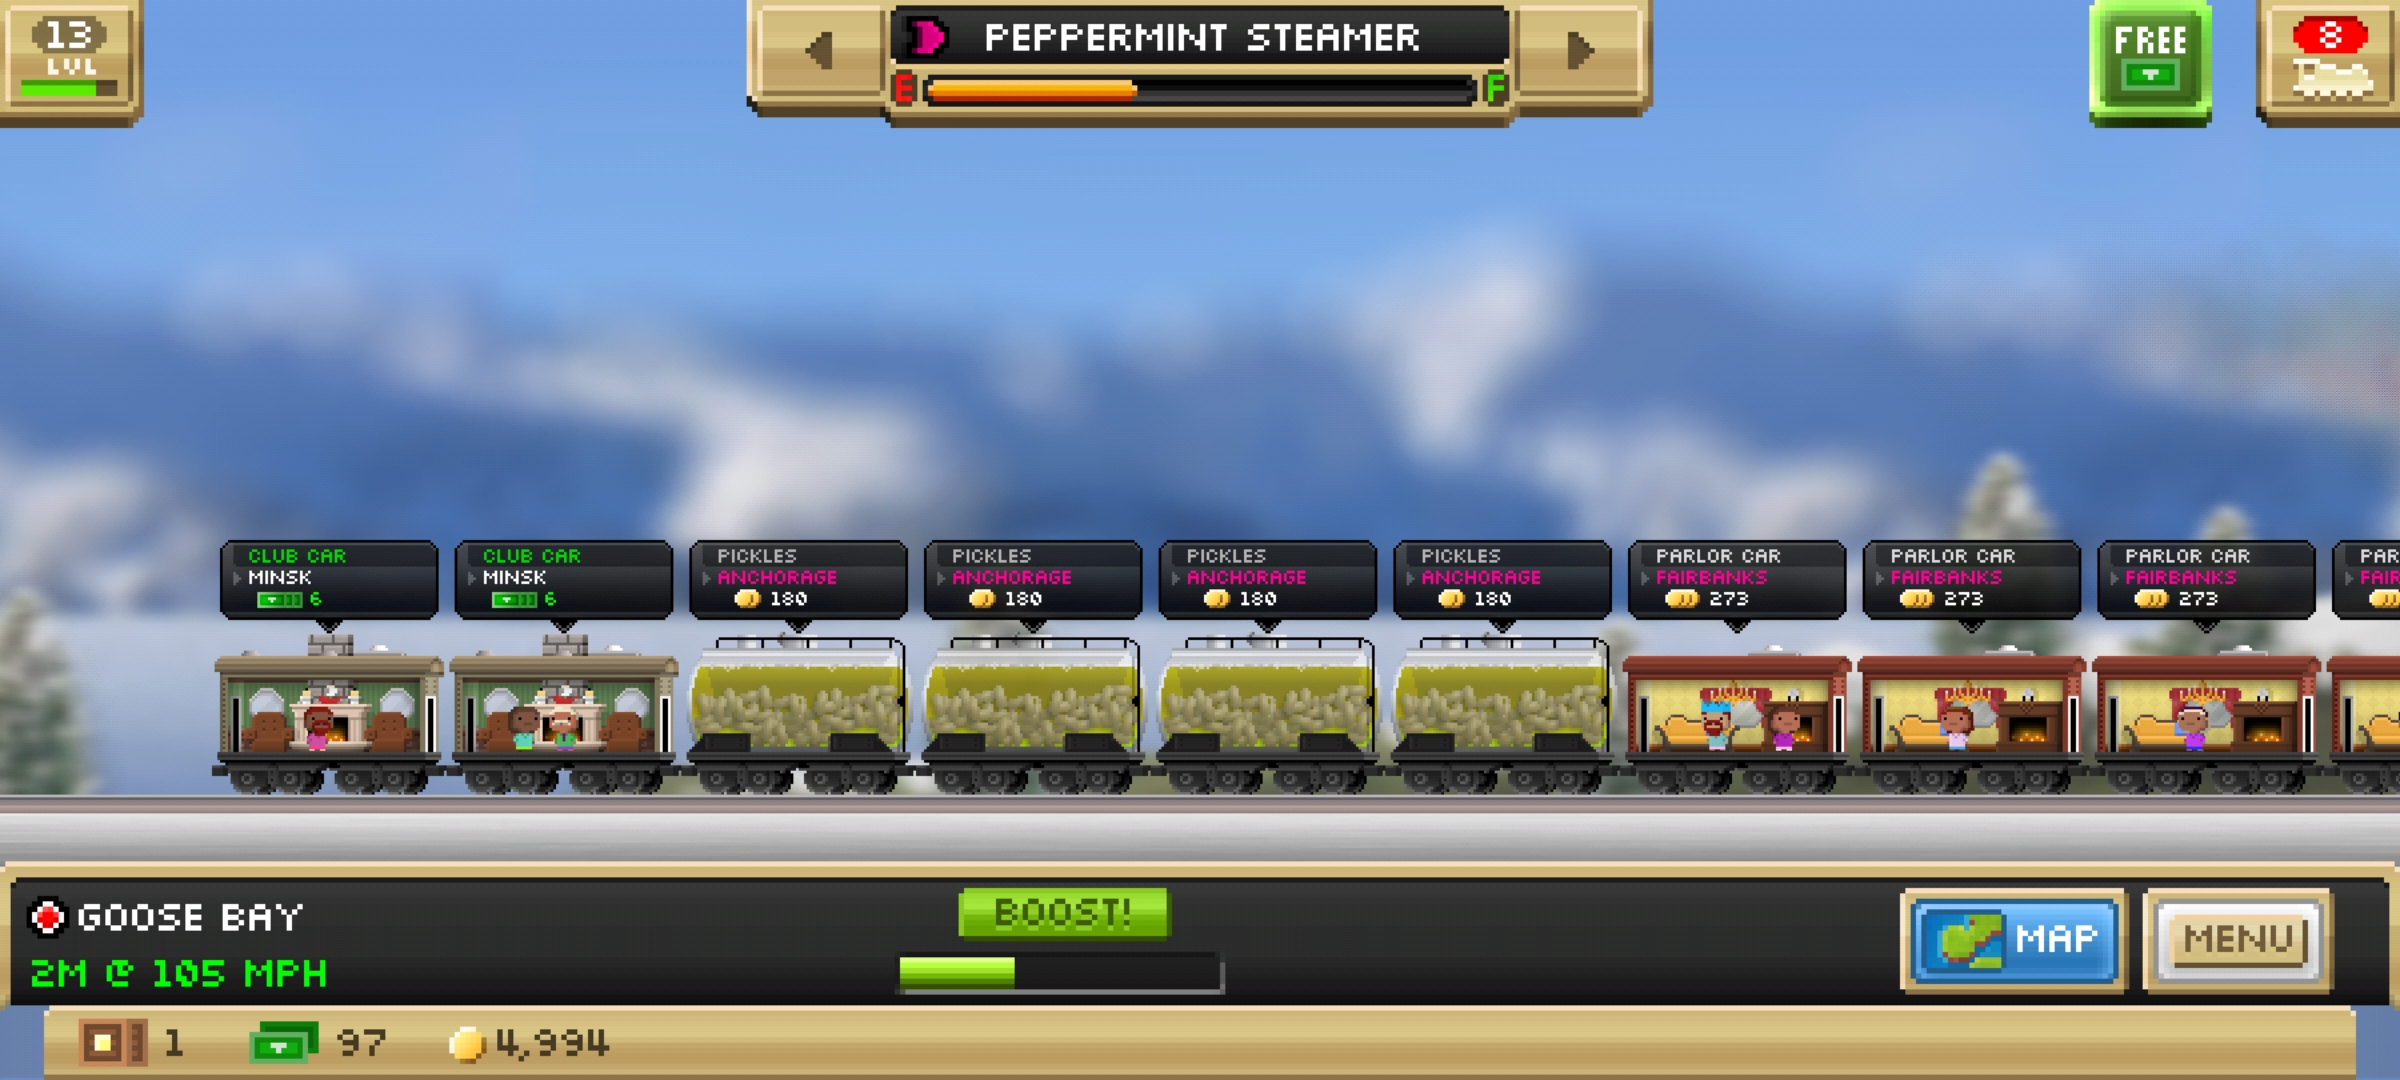 13
LVL
PEPPERMINT STEAMER
E F
FREE
8
CLUB CAR
MINSK
6
CLUB CAR
MINSK
6
PICKLES
ANCHORAGE
180
PICKLES
ANCHORAGE
180
PICKLES
ANCHORAGE
180
PICKLES
ANCHORAGE
180
PARLOR CAR
FAIRBANKS
273
PARLOR CAR
FAIRBANKS
273
PARLOR CAR
FAIRBANKS
273
PAR
FAIR
GOOSE BAY
2M @ 105 MPH
BOOST!
MAP
MENU
1
97
4,994